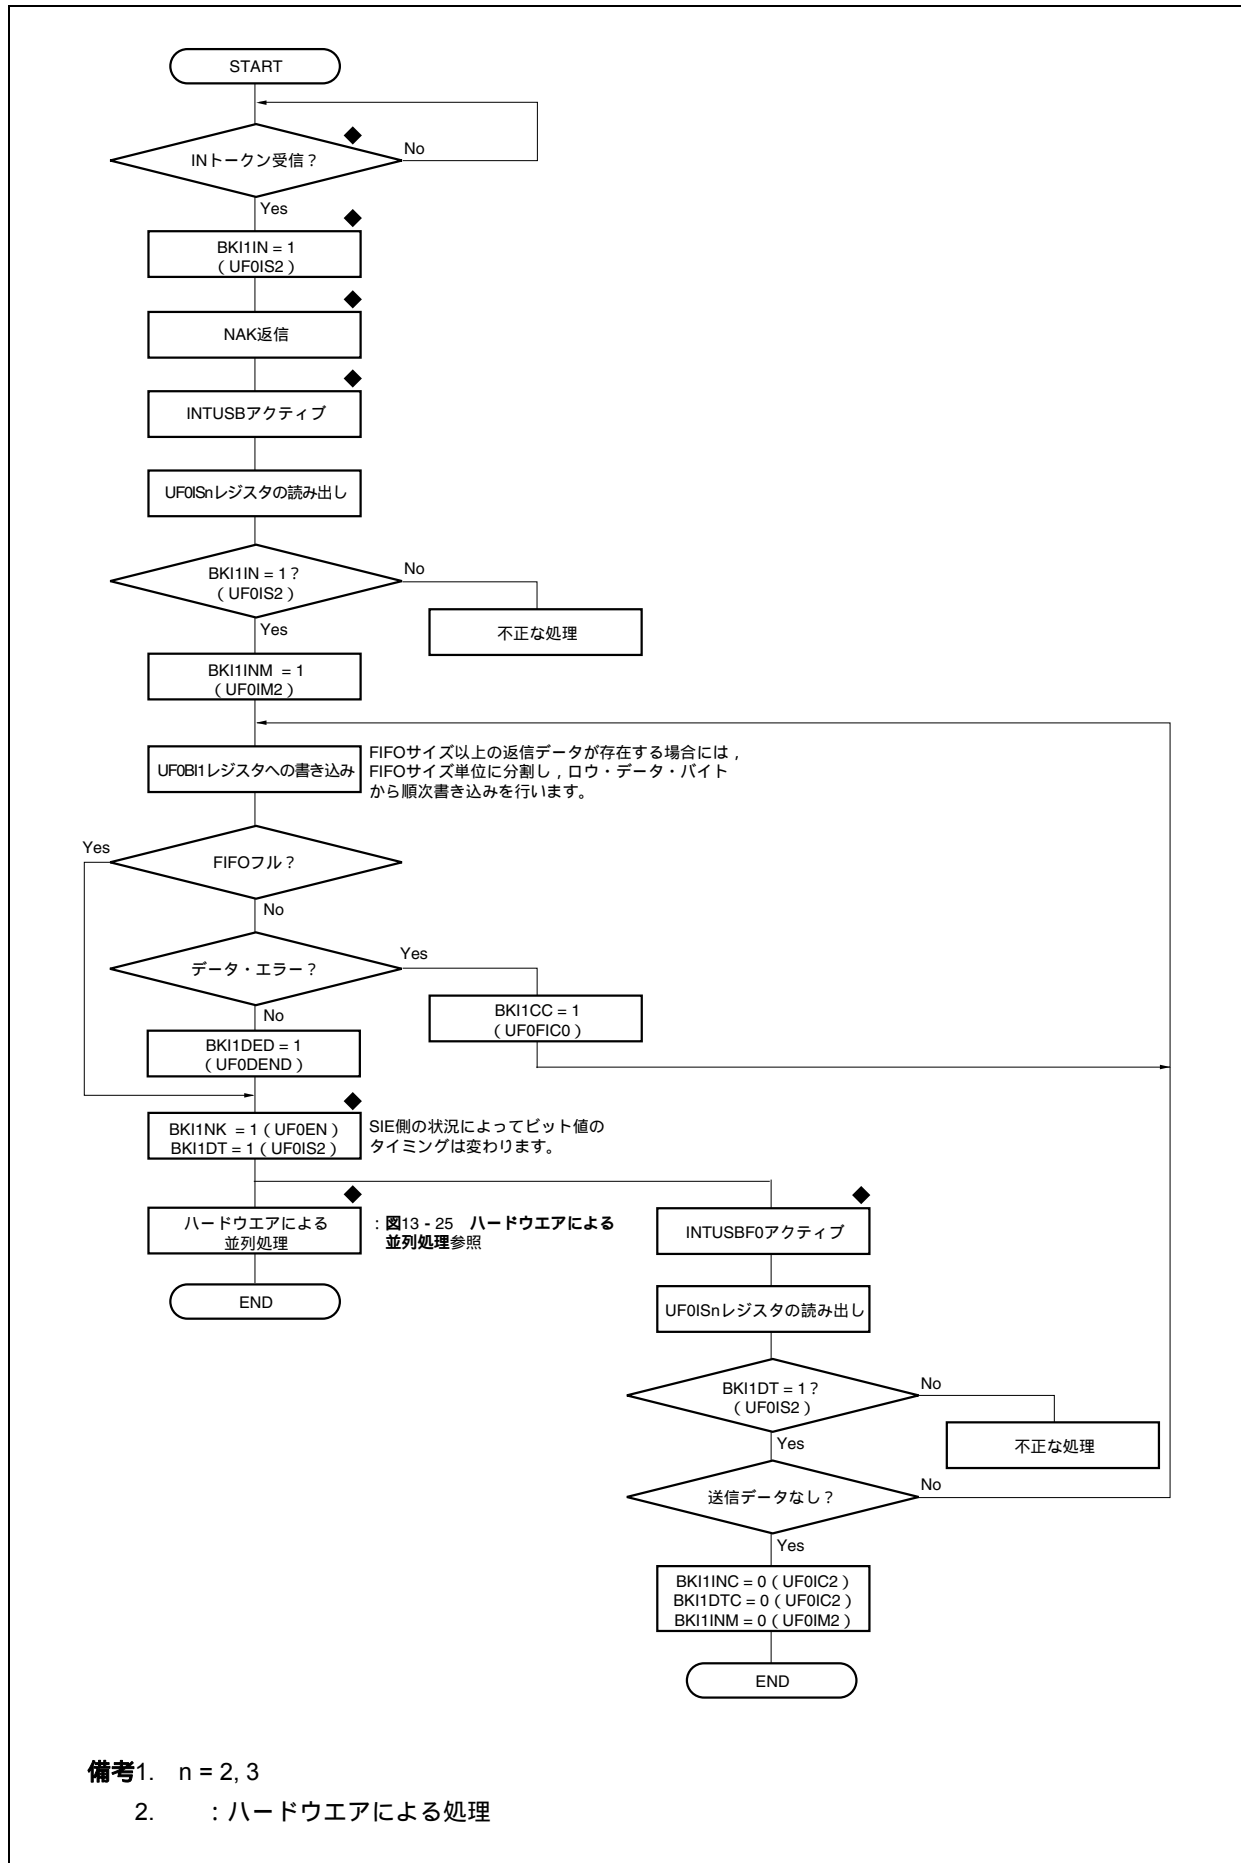 START
INトークン受信？
No
Yes
BKI1IN = 1
（UF0IS2）
NAK返信
INTUSBアクティブ
UF0ISnレジスタの読み出し
BKI1IN = 1？
（UF0IS2）
No
不正な処理
Yes
BKI1INM = 1
（UF0IM2）
UF0BI1レジスタへの書き込み
FIFOサイズ以上の返信データが存在する場合には，
FIFOサイズ単位に分割し，ロウ・データ・バイト
から順次書き込みを行います。
Yes
FIFOフル？
No
データ・エラー？
Yes
BKI1CC = 1
（UF0FIC0）
No
BKI1DED = 1
（UF0DEND）
BKI1NK = 1（UF0EN）
BKI1DT = 1（UF0IS2）
SIE側の状況によってビット値の
タイミングは変わります。
ハードウエアによる
並列処理
：図13 - 25　ハードウエアによる
並列処理参照
END
INTUSBF0アクティブ
UF0ISnレジスタの読み出し
BKI1DT = 1？
（UF0IS2）
No
不正な処理
Yes
送信データなし？
No
Yes
BKI1INC = 0（UF0IC2）
BKI1DTC = 0（UF0IC2）
BKI1INM = 0（UF0IM2）
END
備考1.　n = 2, 3
2.　　：ハードウエアによる処理